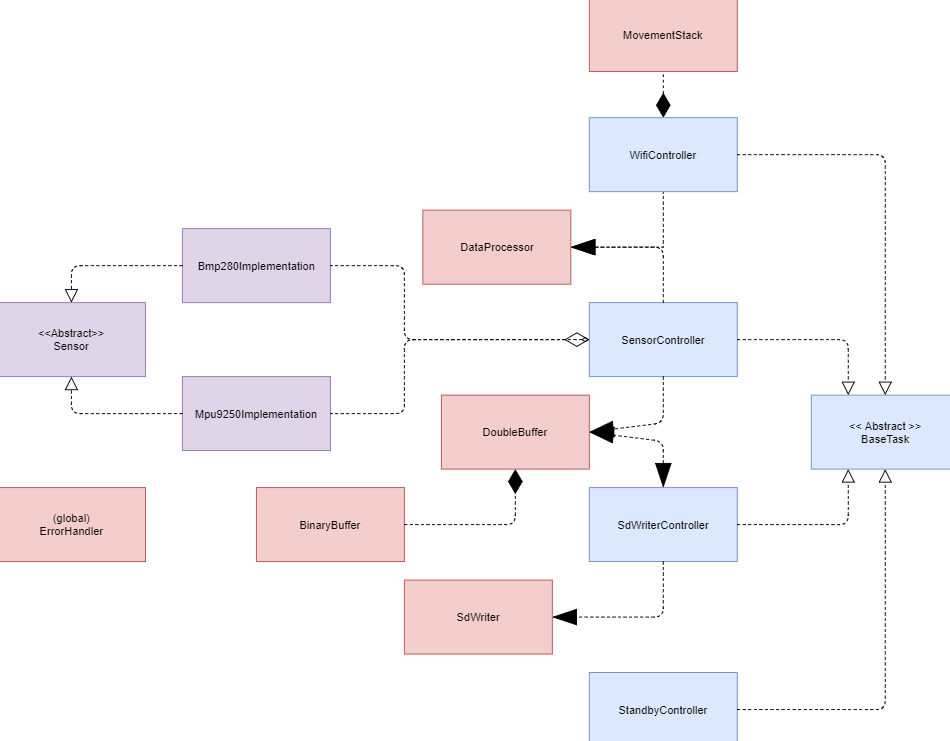 MovementStack
WifiController
DataProcessor
Bmp280Implementation
<<Abstract>>
Sensor
SensorController
Mpu9250Implementation
DoubleBuffer
<< Abstract >>
BaseTask
(global)
ErrorHandler
BinaryBuffer
SdWriterController
SdWriter
StandbyController